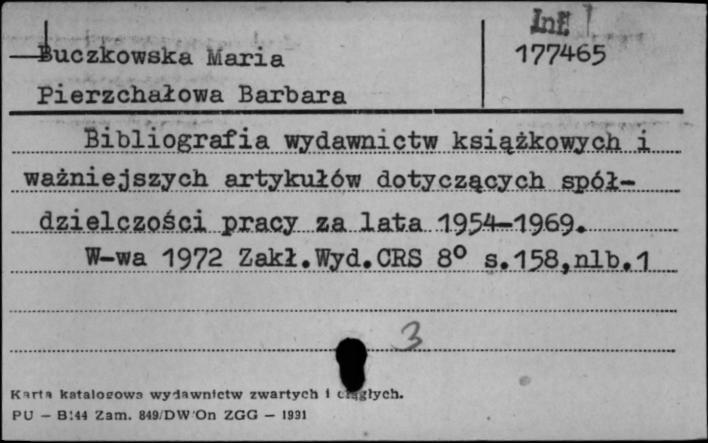 Inf.
Buczkowska Maria
177465
Pierzchałowa Barbara
Bibliografia wydawnictw książkowych i
ważniejszych artykułów dotyczących spół-
dzielczości pracy za lata 1954-1969.
W-wa 1972 Zakł.Wyd.CRS 8° s.158,nlb.1
3
Karta katalogowa wydawnictw zwartych i ciągłych.
PU – B144 Zam. 849/DW/On ZGG – 1931